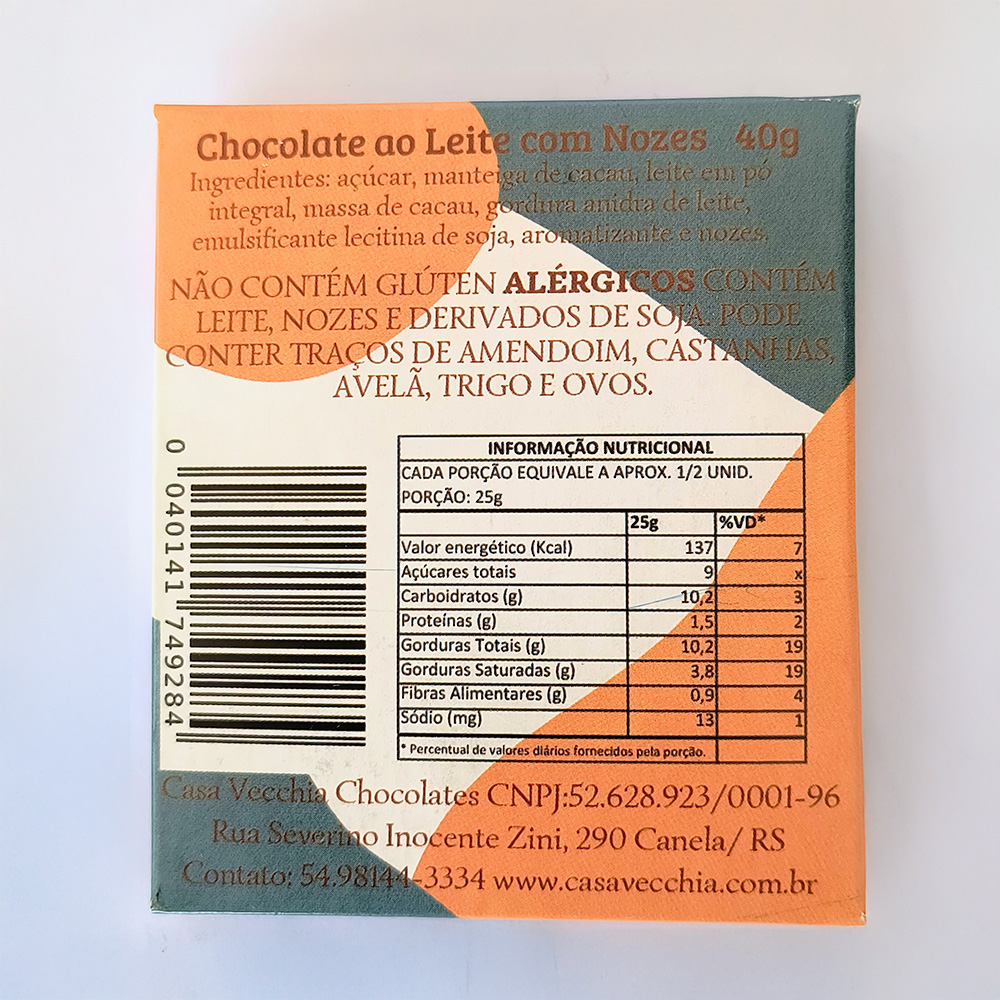 Chocolate ao Leite com Nozes 40g
Ingredientes: açúcar, manteiga de cacau, leite em pó
integral, massa de cacau, gordura anidra de leite,
emulsificante lecitina de soja, aromatizante e nozes.
NÃO CONTÉM GLÚTEN ALÉRGICOS CONTÉM
LEITE, NOZES E DERIVADOS DE SOJA. PODE
CONTER TRAÇOS DE AMENDOIM, CASTANHAS,
AVELÃ, TRIGO E OVOS.
0 040141 749284
INFORMAÇÃO NUTRICIONAL
CADA PORÇÃO EQUIVALE A APROX. 1/2 UNID.
PORÇÃO: 25g
25g %VD*
Valor energético (Kcal) 137 7
Açúcares totais 9 x
Carboidratos (g) 10,2 3
Proteínas (g) 1,5 2
Gorduras Totais (g) 10,2 19
Gorduras Saturadas (g) 3,8 19
Fibras Alimentares (g) 0,9 4
Sódio (mg) 13 1
* Percentual de valores diários fornecidos pela porção.
Casa Vecchia Chocolates CNPJ:52.628.923/0001-96
Rua Severino Inocente Zini, 290 Canela/ RS
Contato: 54.98144-3334 www.casavecchia.com.br